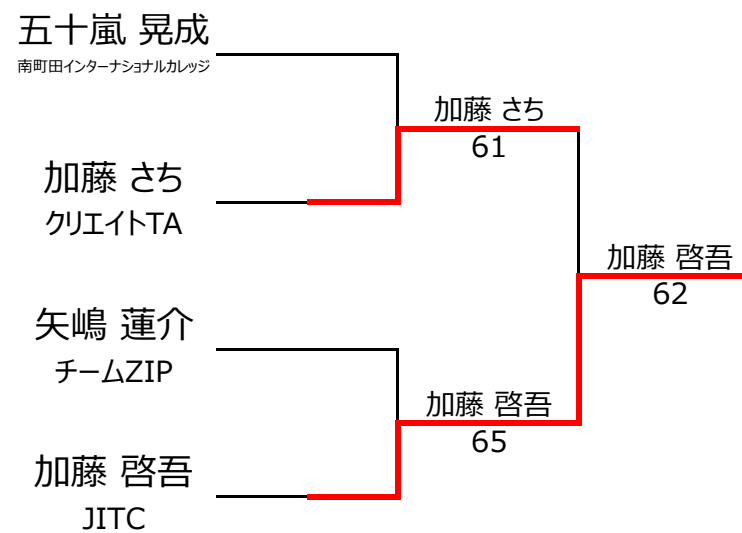 五十嵐 晃成
南町田インターナショナルカレッジ
加藤 さち
61
加藤 さち
クリエイトTA
加藤 啓吾
62
矢嶋 蓮介
チームZIP
加藤 啓吾
65
加藤 啓吾
JITC